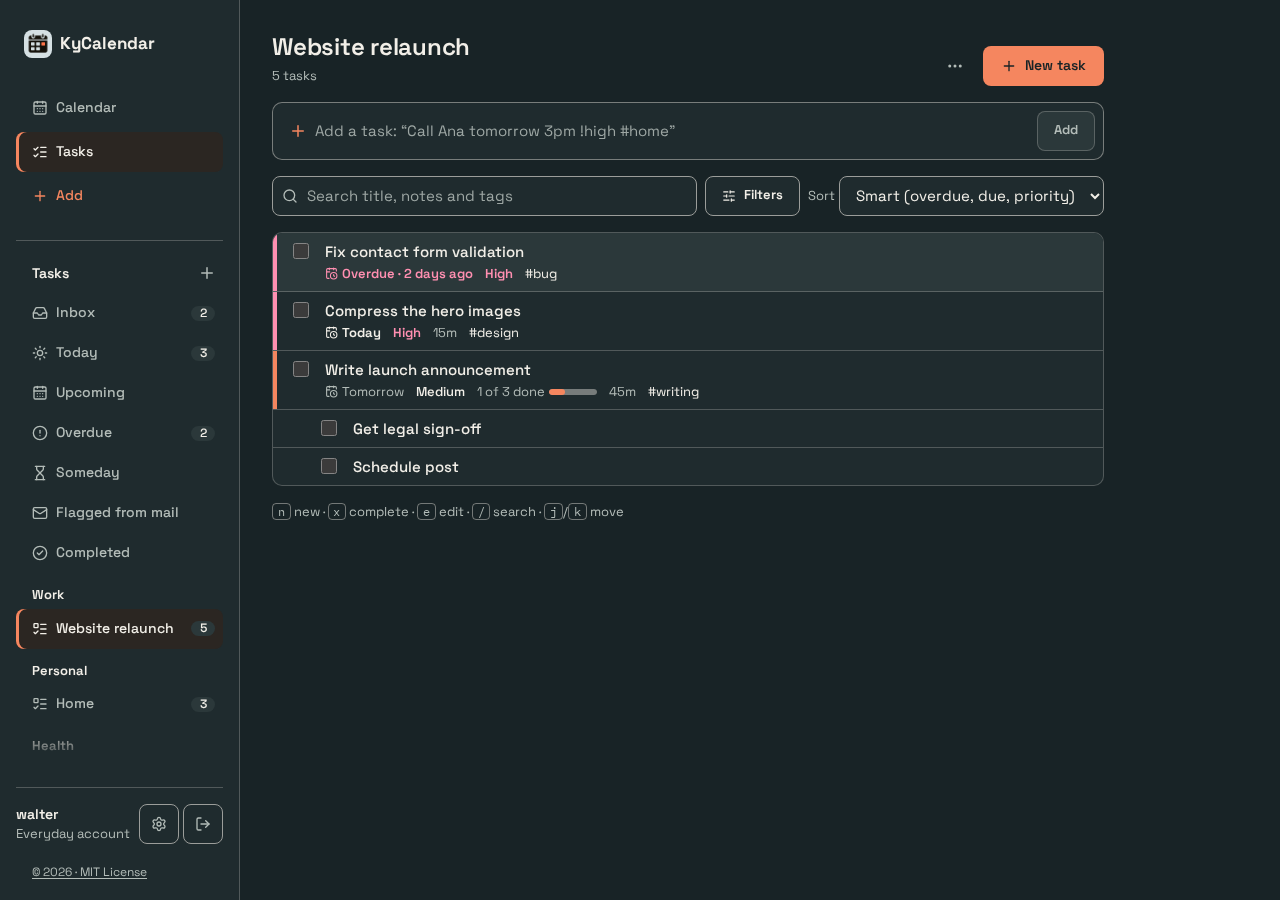 KyCalendar
Calendar
Tasks
Add
Tasks
Inbox 2
Today 3
Upcoming
Overdue 2
Someday
Flagged from mail
Completed
Work
Website relaunch 5
Personal
Home 3
Health
walter
Everyday account
© 2026 · MIT License
Website relaunch
5 tasks
New task
Add a task: “Call Ana tomorrow 3pm !high #home”
Add
Search title, notes and tags
Filters
Sort
Smart (overdue, due, priority)
Fix contact form validation
Overdue · 2 days ago High #bug
Compress the hero images
Today High 15m #design
Write launch announcement
Tomorrow Medium 1 of 3 done 45m #writing
Get legal sign-off
Schedule post
n new · x complete · e edit · / search · j/k move